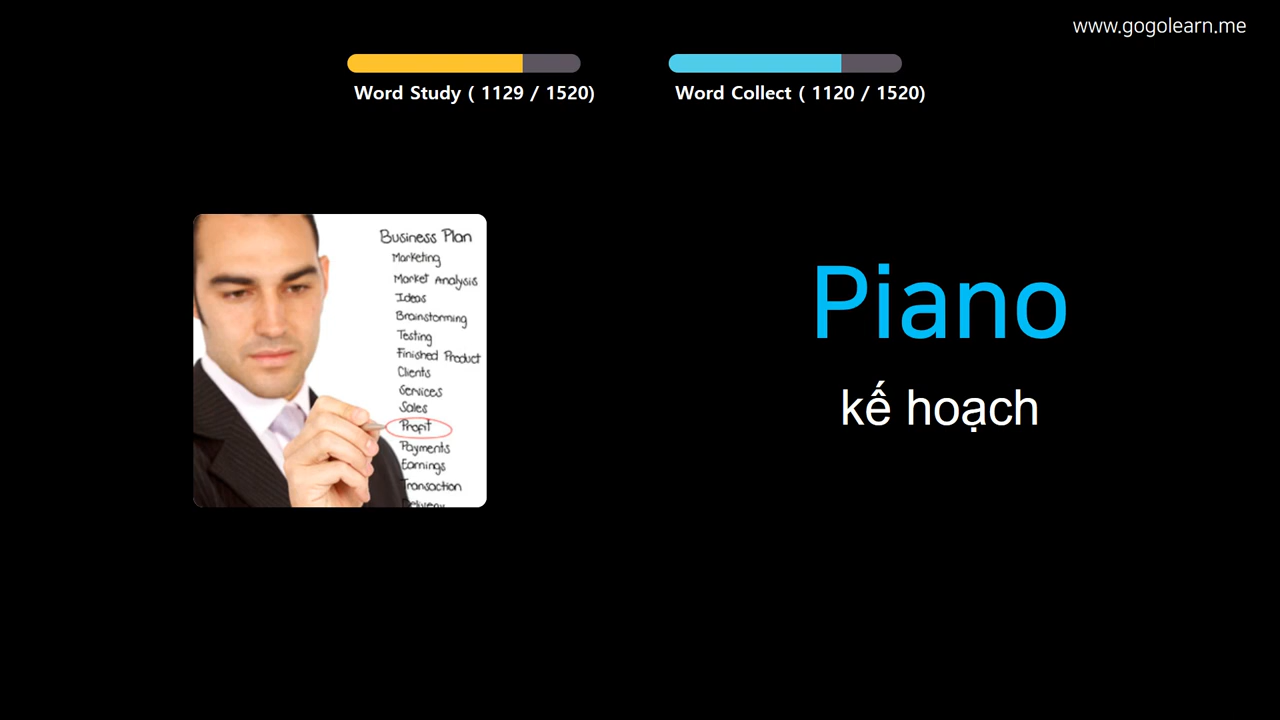 www.gogolearn.me
Word Study ( 1129 / 1520)
Word Collect ( 1120 / 1520)
Business Plan
Marketing
Market Analysis
Ideas
Brainstorming
Testing
Finished Product
Clients
Services
Sales
Profit
Payments
Earnings
Transaction
Delivery
Piano
kế hoạch